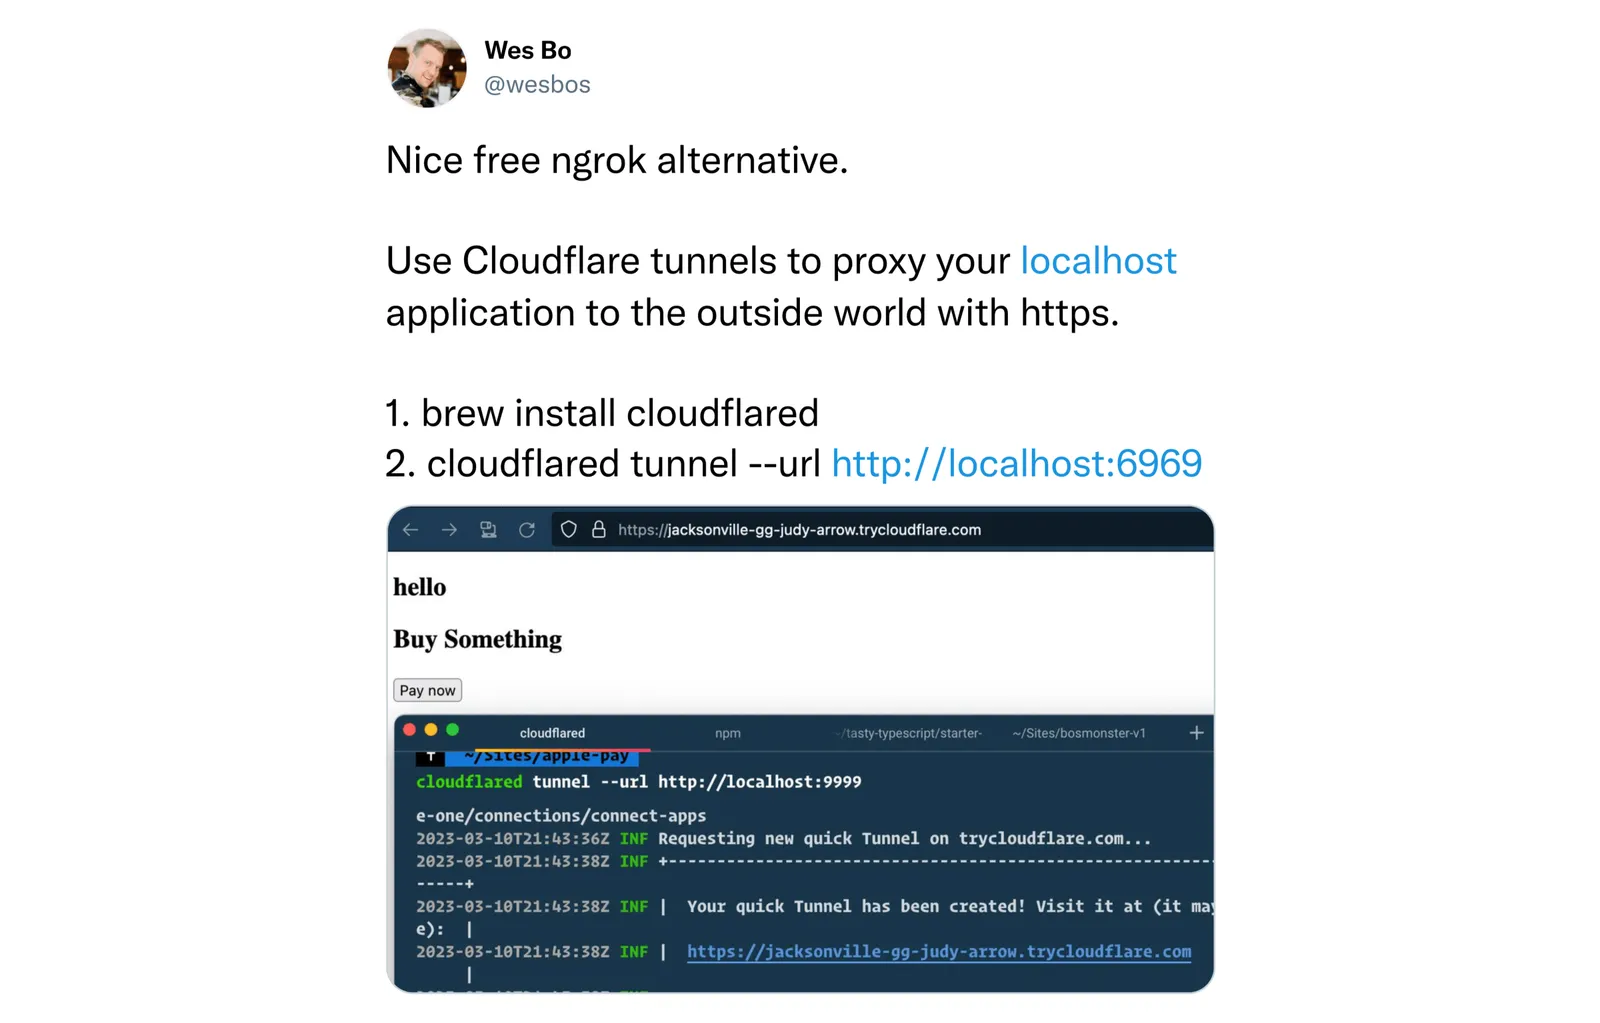 Wes Bo
@wesbos
Nice free ngrok alternative.
Use Cloudflare tunnels to proxy your localhost
application to the outside world with https.
1. brew install cloudflared
2. cloudflared tunnel --url http://localhost:6969
https://jacksonville-gg-judy-arrow.trycloudflare.com
hello
Buy Something
Pay now
cloudflared npm /tasty-typescript/starter- ~/Sites/bosmonster-v1 +
T ~/Sites/apple-pay
cloudflared tunnel --url http://localhost:9999
e-one/connections/connect-apps
2023-03-10T21:43:36Z INF Requesting new quick Tunnel on trycloudflare.com...
2023-03-10T21:43:38Z INF +--------------------------------------------------------
-----+
2023-03-10T21:43:38Z INF | Your quick Tunnel has been created! Visit it at (it may
e): |
2023-03-10T21:43:38Z INF | https://jacksonville-gg-judy-arrow.trycloudflare.com
|